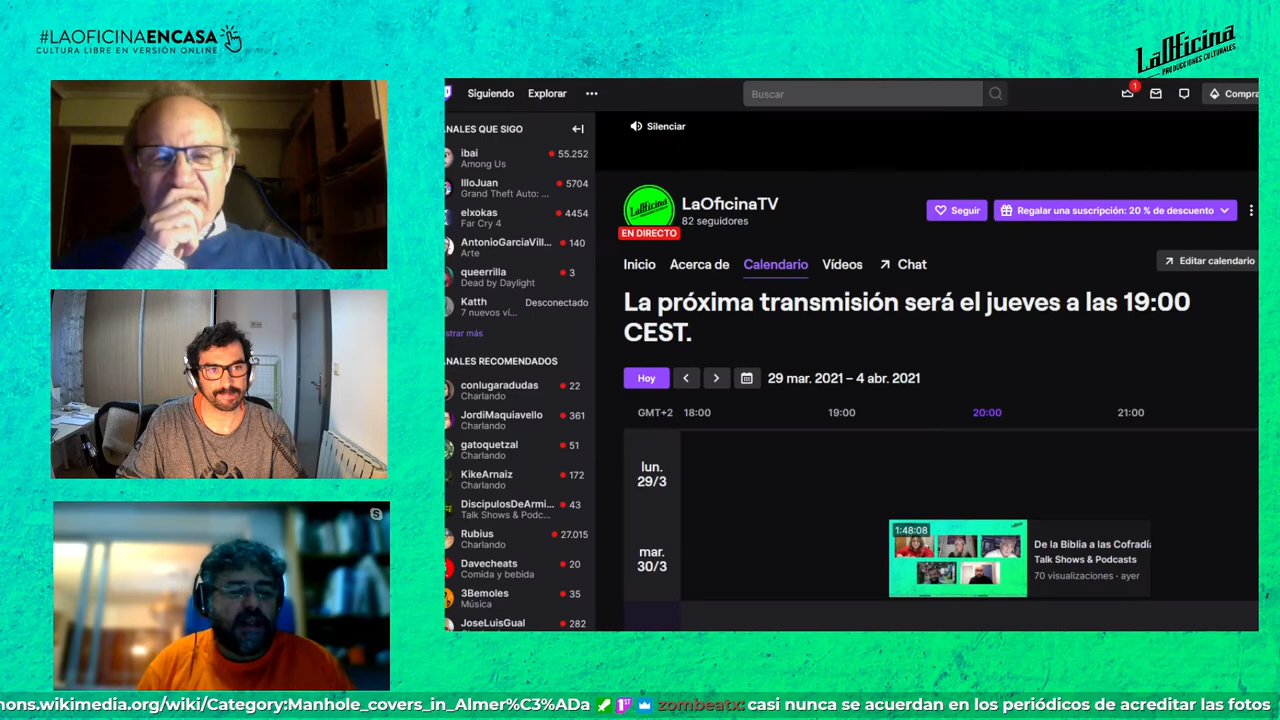 #LAOFICINAENCASA
CULTURA LIBRE EN VERSIÓN ONLINE
LaOficina
PRODUCCIONES CULTURALES
Siguiendo
Explorar
Buscar
1
Compra
ANALES QUE SIGO
ibai
55.252
Among Us
IlloJuan
5704
Grand Theft Auto: ...
elxokas
4454
Far Cry 4
AntonioGarciaVill...
140
Arte
queerrilla
3
Dead by Daylight
Katth
Desconectado
7 nuevos ví...
strar más
ANALES RECOMENDADOS
conlugaradudas
22
Charlando
JordiMaquiavello
361
Charlando
gatoquetzal
51
Charlando
KikeArnaiz
172
Charlando
DiscipulosDeArmi...
43
Talk Shows & Podc...
Rubius
27.015
Charlando
Davecheats
20
Comida y bebida
3Bemoles
35
Música
JoseLuisGual
282
Silenciar
LaOficina
EN DIRECTO
LaOficinaTV
82 seguidores
Seguir
Regalar una suscripción: 20 % de descuento
Inicio
Acerca de
Calendario
Vídeos
Chat
Editar calendario
La próxima transmisión será el jueves a las 19:00
CEST.
Hoy
29 mar. 2021 – 4 abr. 2021
GMT+2
18:00
19:00
20:00
21:00
lun.
29/3
mar.
30/3
1:48:08
De la Biblia a las Cofradía
Talk Shows & Podcasts
70 visualizaciones · ayer
mons.wikimedia.org/wiki/Category:Manhole_covers_in_Almer%C3%ADa 1ST zombeatx: casi nunca se acuerdan en los periódicos de acreditar las fotos